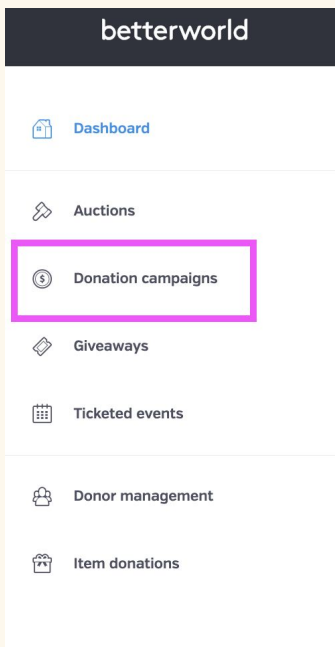 betterworld
Dashboard
Auctions
Donation campaigns
Giveaways
Ticketed events
Donor management
Item donations